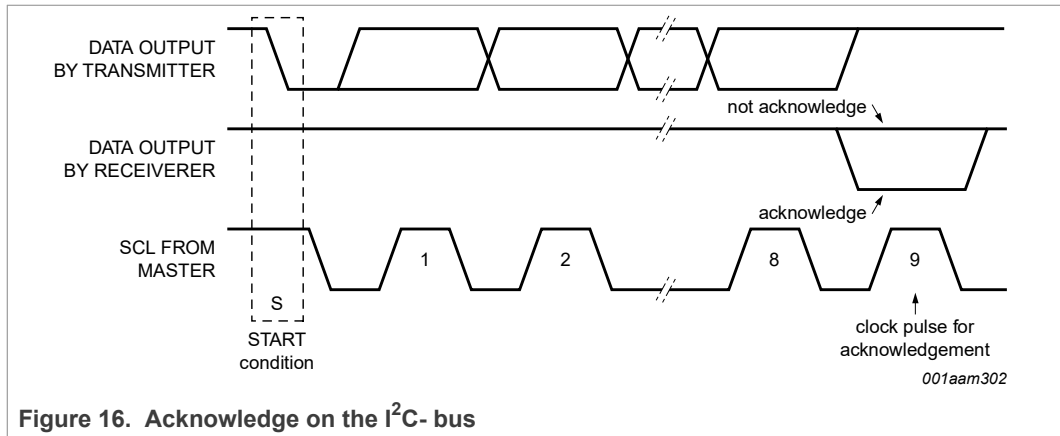 DATA OUTPUT
BY TRANSMITTER
not acknowledge
DATA OUTPUT
BY RECEIVERER
acknowledge
SCL FROM
MASTER
1
2
8
9
S
START
condition
clock pulse for
acknowledgement
001aam302
Figure 16. Acknowledge on the I²C- bus